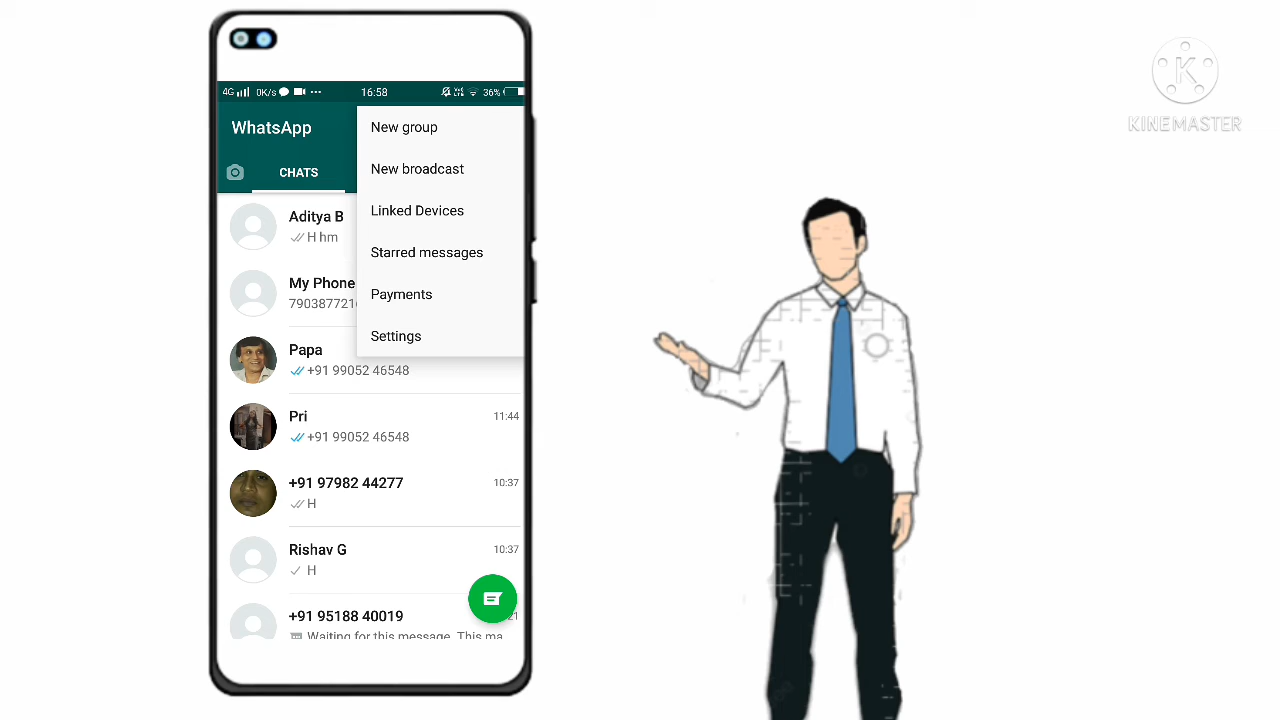 4G 0K/s 16:58 36%
WhatsApp
CHATS
New group
New broadcast
Linked Devices
Starred messages
Payments
Settings
Aditya B
H hm
My Phone
790387721
Papa
+91 99052 46548
Pri 11:44
+91 99052 46548
+91 97982 44277 10:37
H
Rishav G 10:37
H
+91 95188 40019 21
Waiting for this message. This ma
K
KINEMASTER